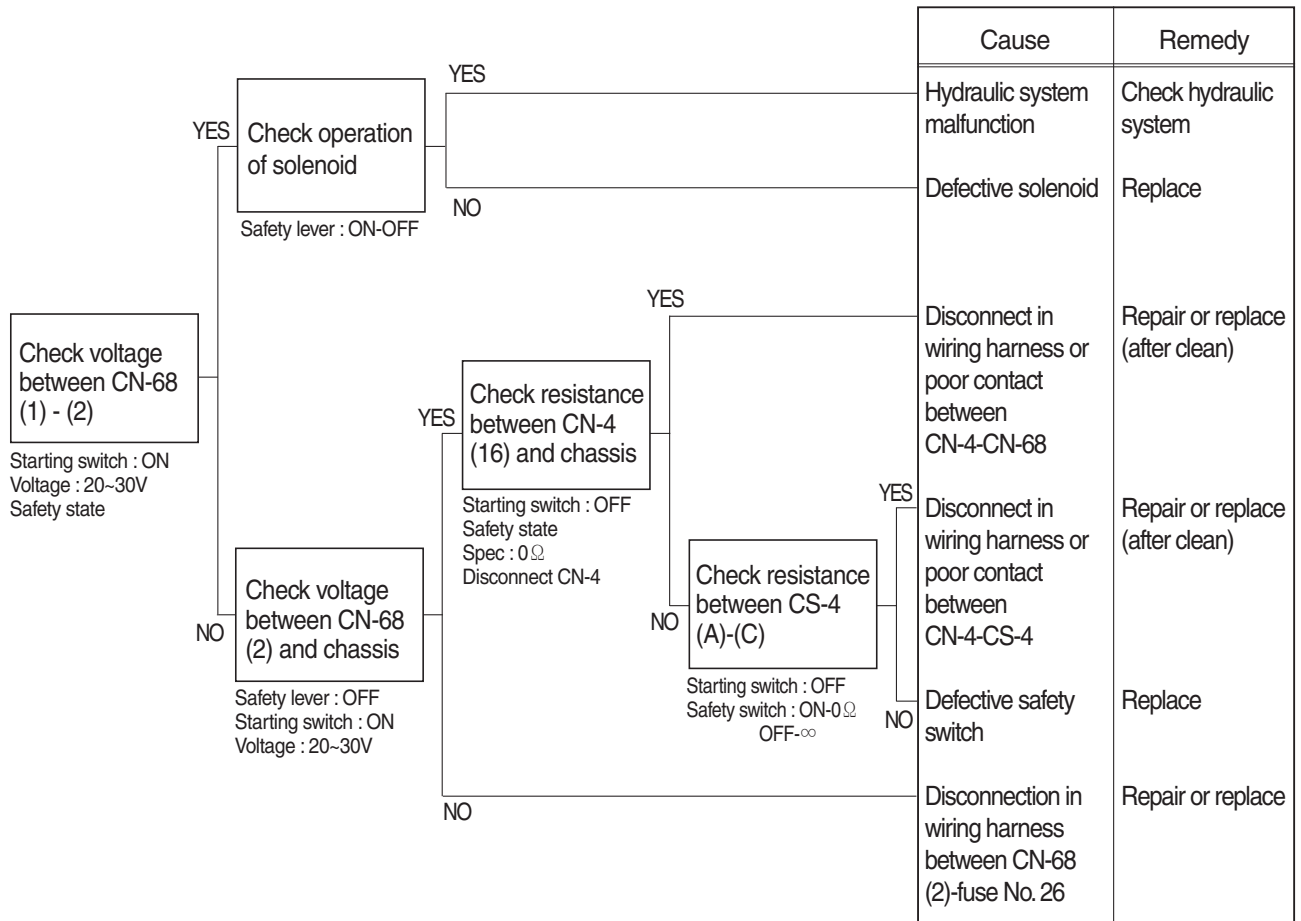 Cause
Remedy
YES
Hydraulic system
malfunction
Check hydraulic
system
YES
Check operation
of solenoid
NO
Defective solenoid
Replace
Safety lever : ON-OFF
YES
Disconnect in
wiring harness or
poor contact
between
CN-4-CN-68
Repair or replace
(after clean)
Check voltage
between CN-68
(1) - (2)
Starting switch : ON
Voltage : 20~30V
Safety state
YES
Check resistance
between CN-4
(16) and chassis
Starting switch : OFF
Safety state
Spec : 0Ω
Disconnect CN-4
YES
Disconnect in
wiring harness or
poor contact
between
CN-4-CS-4
Repair or replace
(after clean)
NO
Check voltage
between CN-68
(2) and chassis
Safety lever : OFF
Starting switch : ON
Voltage : 20~30V
NO
Check resistance
between CS-4
(A)-(C)
Starting switch : OFF
Safety switch : ON-0Ω
OFF-∞
NO
Defective safety
switch
Replace
NO
Disconnection in
wiring harness
between CN-68
(2)-fuse No. 26
Repair or replace